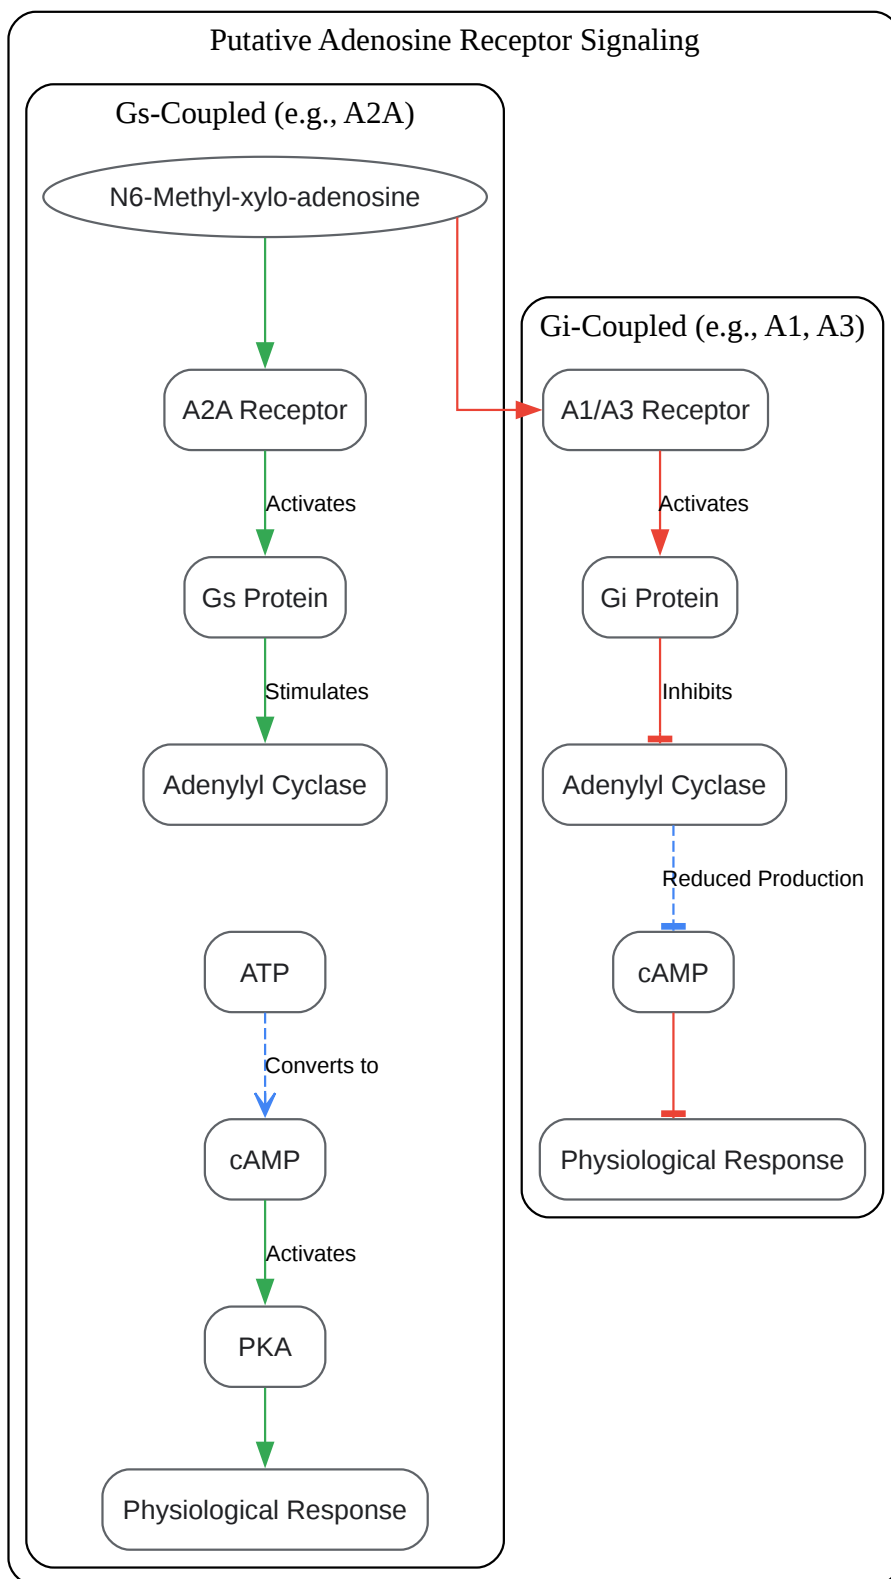 Putative Adenosine Receptor Signaling
Gs-Coupled (e.g., A2A)
N6-Methyl-xylo-adenosine
A2A Receptor
Activates
Gs Protein
Stimulates
Adenylyl Cyclase
ATP
Converts to
cAMP
Activates
PKA
Physiological Response
Gi-Coupled (e.g., A1, A3)
A1/A3 Receptor
Activates
Gi Protein
Inhibits
Adenylyl Cyclase
Reduced Production
cAMP
Physiological Response